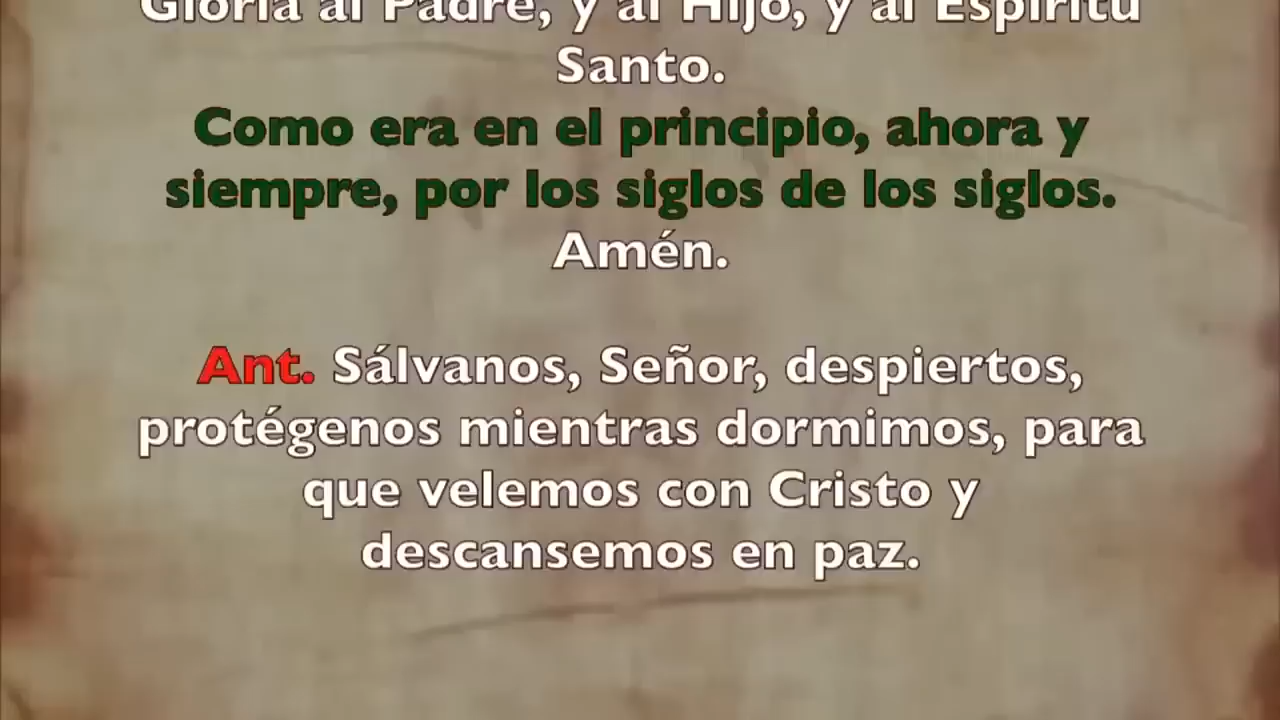 Gloria al Padre, y al Hijo, y al Espíritu
Santo.
Como era en el principio, ahora y
siempre, por los siglos de los siglos.
Amén.
Ant. Sálvanos, Señor, despiertos,
protégenos mientras dormimos, para
que velemos con Cristo y
descansemos en paz.